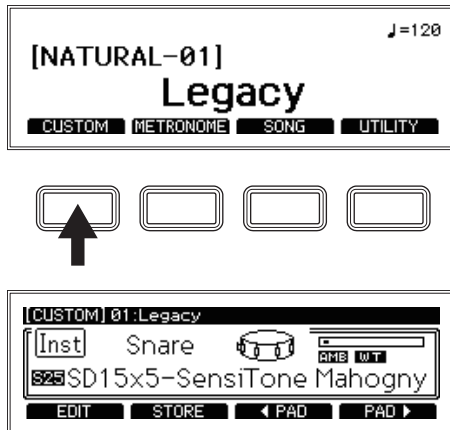 ♩=120
[NATURAL-01]
Legacy
CUSTOM METRONOME SONG UTILITY
[CUSTOM] 01:Legacy
Inst Snare
AMB WT
S25 SD15x5-SensiTone Mahogny
EDIT STORE ◀ PAD PAD ▶